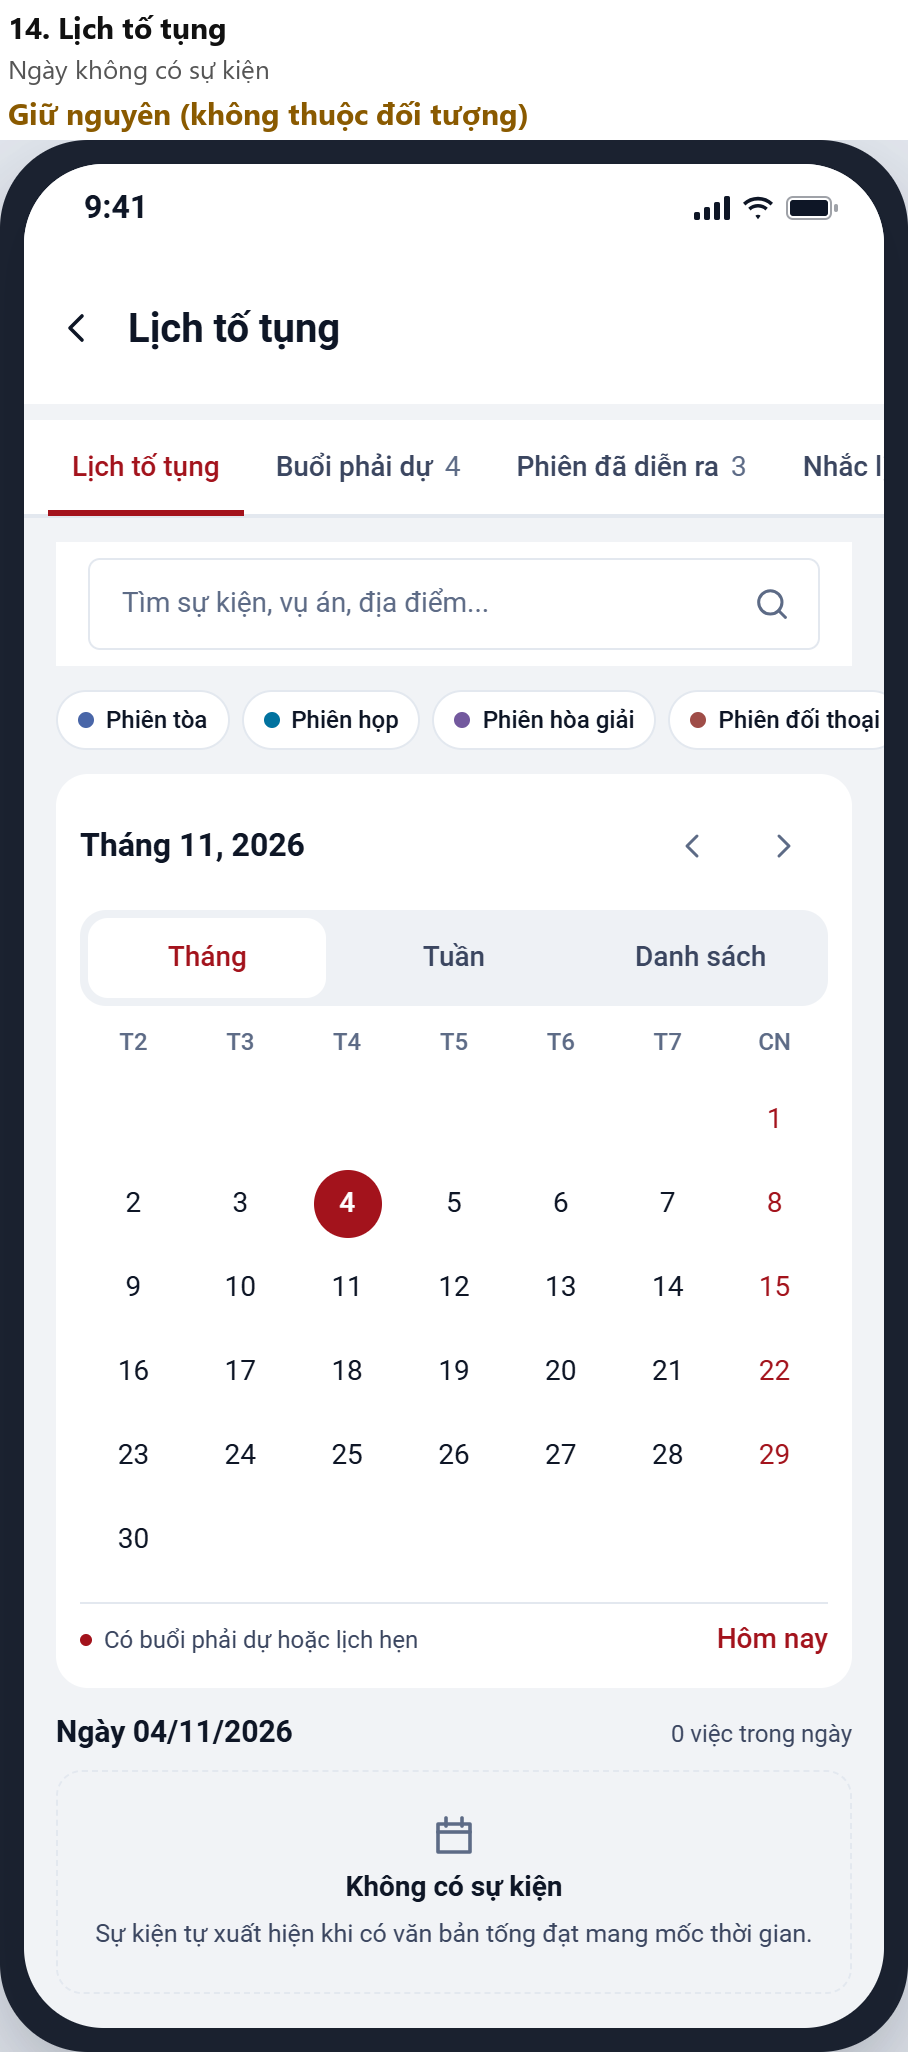 14. Lịch tố tụng
Ngày không có sự kiện
Giữ nguyên (không thuộc đối tượng)
9:41
Lịch tố tụng
Lịch tố tụng Buổi phải dự 4 Phiên đã diễn ra 3 Nhắc l
Tìm sự kiện, vụ án, địa điểm...
Phiên tòa Phiên họp Phiên hòa giải Phiên đối thoại
Tháng 11, 2026
Tháng Tuần Danh sách
T2 T3 T4 T5 T6 T7 CN
1
2 3 4 5 6 7 8
9 10 11 12 13 14 15
16 17 18 19 20 21 22
23 24 25 26 27 28 29
30
Có buổi phải dự hoặc lịch hẹn Hôm nay
Ngày 04/11/2026 0 việc trong ngày
Không có sự kiện
Sự kiện tự xuất hiện khi có văn bản tống đạt mang mốc thời gian.